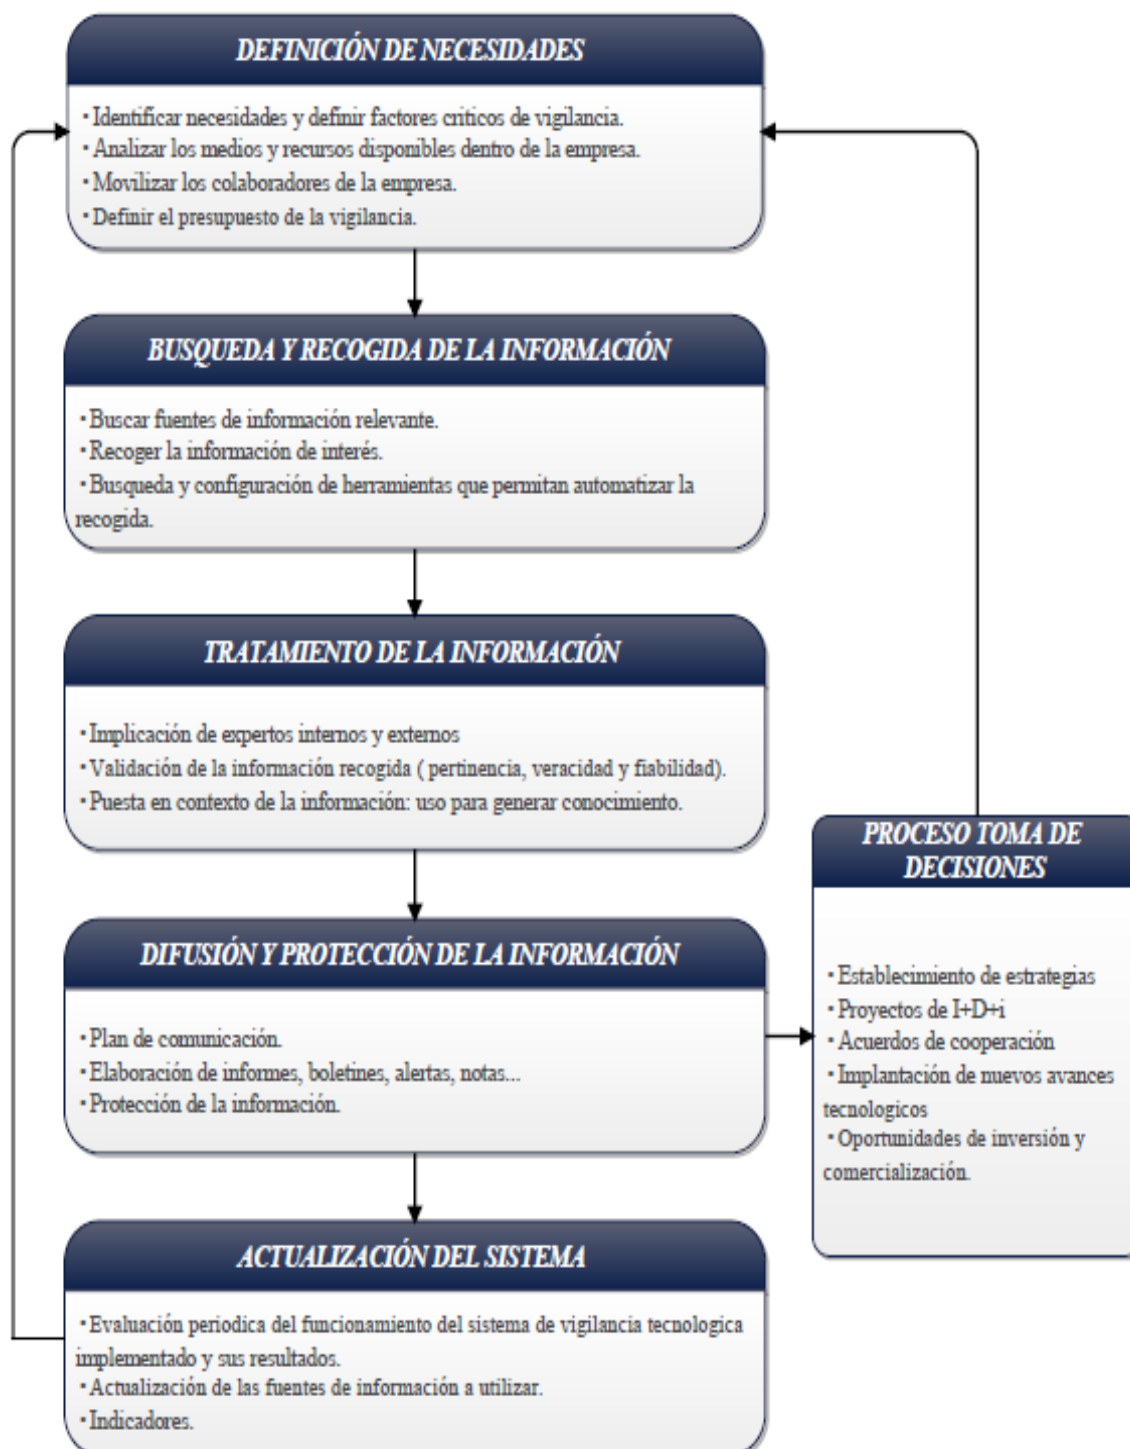 DEFINICIÓN DE NECESIDADES
· Identificar necesidades y definir factores criticos de vigilancia.
· Analizar los medios y recursos disponibles dentro de la empresa.
· Movilizar los colaboradores de la empresa.
· Definir el presupuesto de la vigilancia.
BUSQUEDA Y RECOGIDA DE LA INFORMACIÓN
· Buscar fuentes de información relevante.
· Recoger la información de interés.
· Busqueda y configuración de herramientas que permitan automatizar la
recogida.
TRATAMIENTO DE LA INFORMACIÓN
· Implicación de expertos internos y externos
· Validación de la información recogida ( pertinencia, veracidad y fiabilidad).
· Puesta en contexto de la información: uso para generar conocimiento.
DIFUSIÓN Y PROTECCIÓN DE LA INFORMACIÓN
· Plan de comunicación.
· Elaboración de informes, boletines, alertas, notas...
· Protección de la información.
PROCESO TOMA DE
DECISIONES
· Establecimiento de estrategias
· Proyectos de I+D+i
· Acuerdos de cooperación
· Implantación de nuevos avances
tecnologicos
· Oportunidades de inversión y
comercialización.
ACTUALIZACIÓN DEL SISTEMA
· Evaluación periodica del funcionamiento del sistema de vigilancia tecnologica
implementado y sus resultados.
· Actualización de las fuentes de información a utilizar.
· Indicadores.